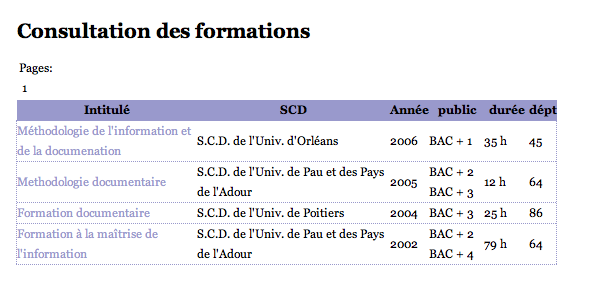 Consultation des formations
Pages:
1
Intitulé SCD Année public durée dépt
Méthodologie de l'information et de la documenation S.C.D. de l'Univ. d'Orléans 2006 BAC + 1 35 h 45
Methodologie documentaire S.C.D. de l'Univ. de Pau et des Pays de l'Adour 2005 BAC + 2 BAC + 3 12 h 64
Formation documentaire S.C.D. de l'Univ. de Poitiers 2004 BAC + 3 25 h 86
Formation à la maîtrise de l'information S.C.D. de l'Univ. de Pau et des Pays de l'Adour 2002 BAC + 2 BAC + 4 79 h 64